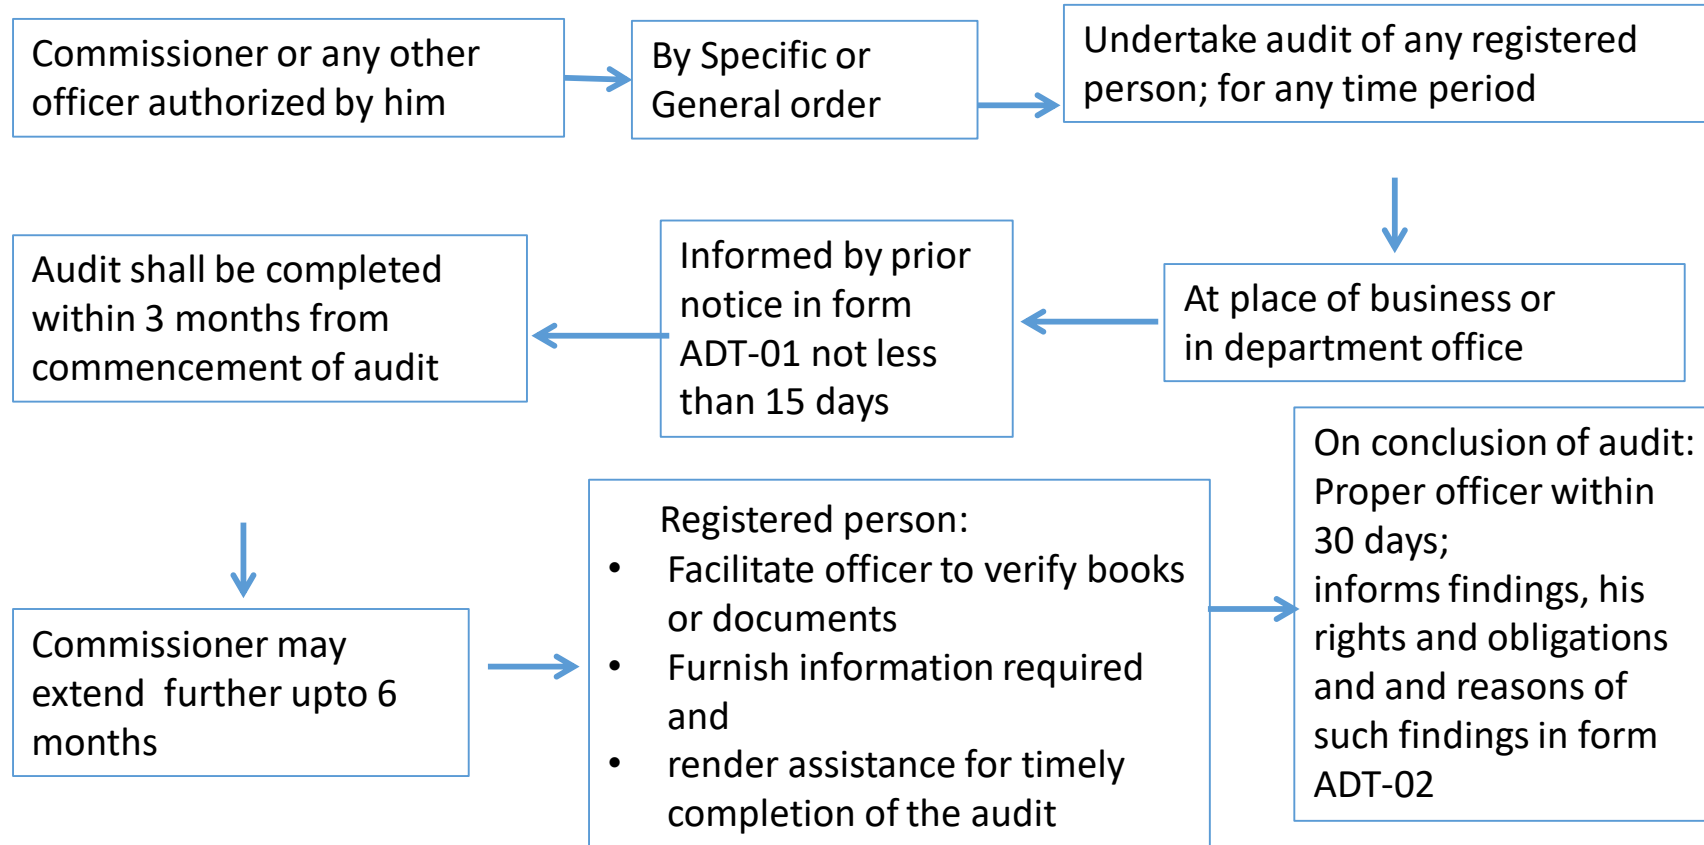 Commissioner or any other
officer authorized by him
By Specific or
General order
Undertake audit of any registered
person; for any time period
At place of business or
in department office
Informed by prior
notice in form
ADT-01 not less
than 15 days
Audit shall be completed
within 3 months from
commencement of audit
Commissioner may
extend  further upto 6
months
Registered person:
• Facilitate officer to verify books
or documents
• Furnish information required
and
• render assistance for timely
completion of the audit
On conclusion of audit:
Proper officer within
30 days;
informs findings, his
rights and obligations
and and reasons of
such findings in form
ADT-02